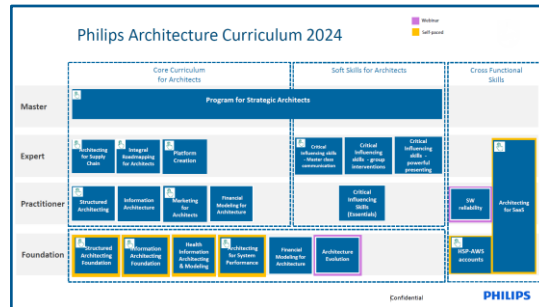 Philips Architecture Curriculum 2024
Webinar
Self-paced
Core Curriculum
for Architects
Soft Skills for Architects
Cross Functional
Skills
Master
Program for Strategic Architects
Expert
Architecting
for Supply
Chain
Integral
Roadmapping
for Architects
Platform
Creation
Critical
Influencing skills
- Master class
communication
Critical
Influencing
skills - group
interventions
Critical
Influencing
skills -
powerful
presenting
Architecting
for SaaS
Practitioner
Structured
Architecting
Information
Architecture
Marketing
for
Architects
Financial
Modeling for
Architecture
Critical
Influencing
Skills
(Essentials)
SW
reliability
Foundation
Structured
Architecting
Foundation
Information
Architecting
Foundation
Health
Information
Architecting
& Modeling
Architecting
for System
Performance
Financial
Modeling for
Architecture
Architecture
Evolution
HSP-AWS
accounts
Confidential
PHILIPS